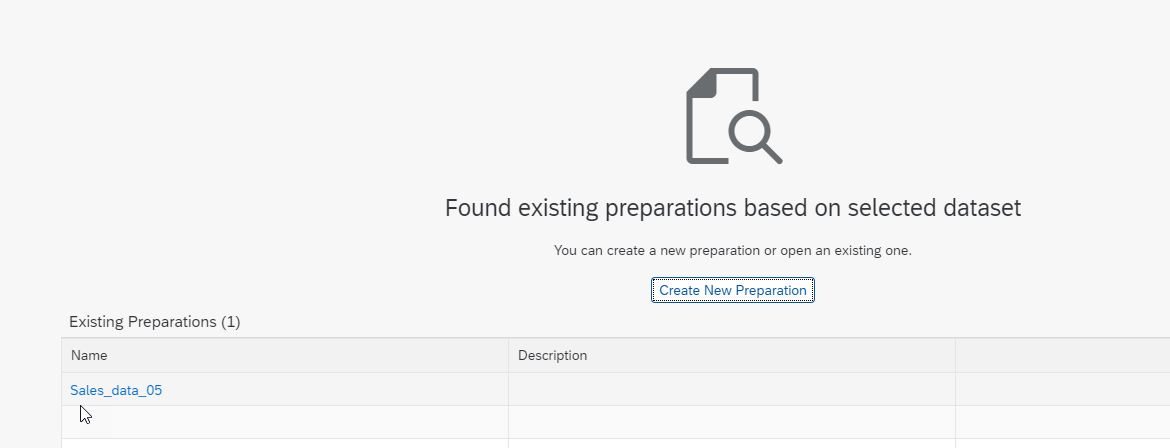 Found existing preparations based on selected dataset
You can create a new preparation or open an existing one.
Create New Preparation
Existing Preparations (1)
Name Description
Sales_data_05